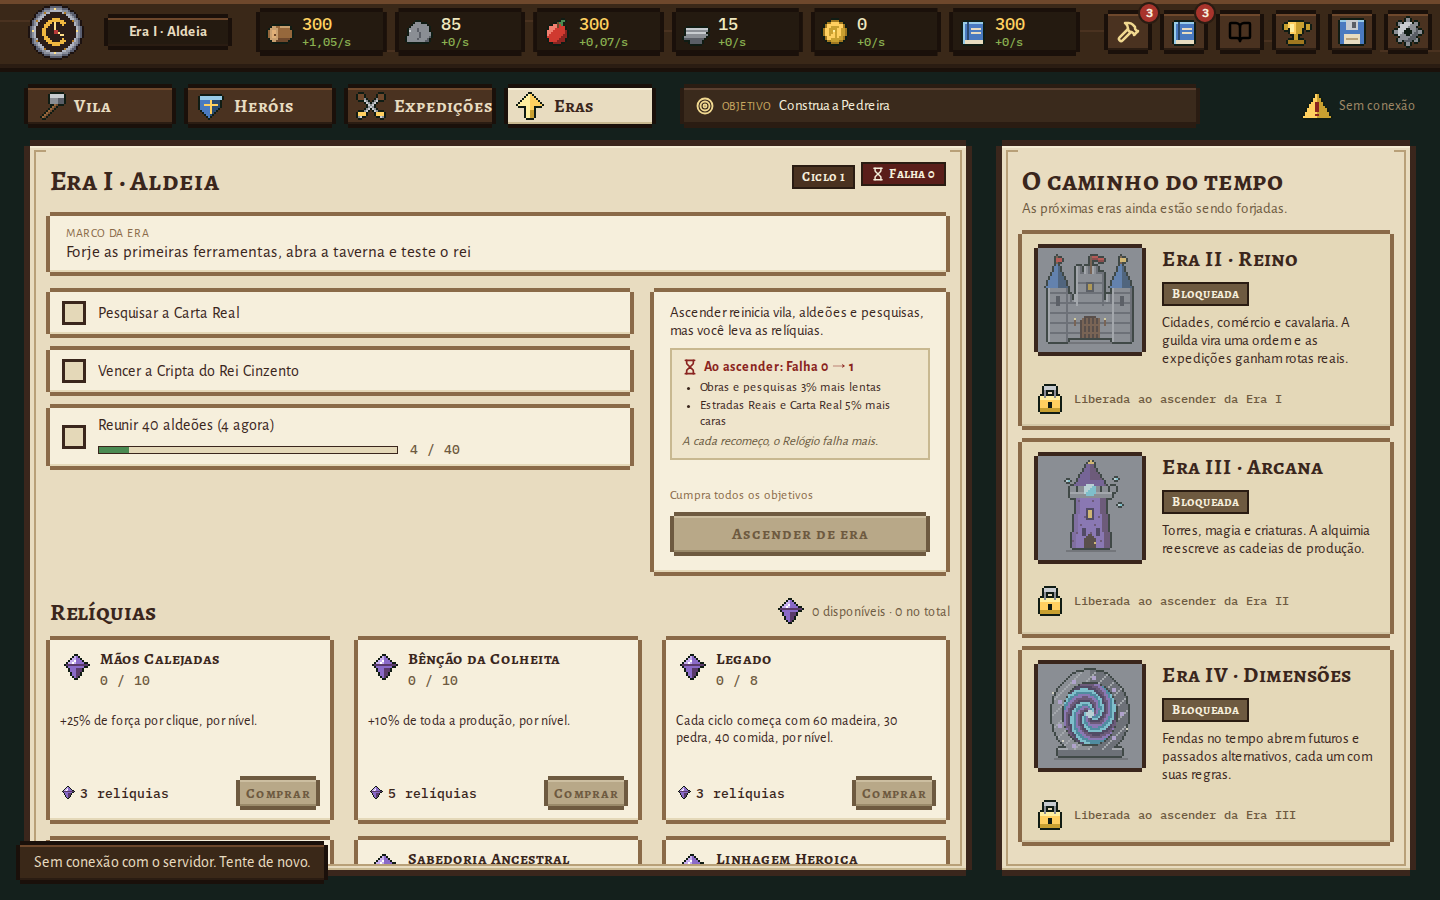 Era I · Aldeia
300
+1,05/s
85
+0/s
300
+0,07/s
15
+0/s
0
+0/s
300
+0/s
3
3
Vila
Heróis
Expedições
Eras
OBJETIVO Construa a Pedreira
Sem conexão
Era I · Aldeia
Ciclo 1
Falha 0
MARCO DA ERA
Forje as primeiras ferramentas, abra a taverna e teste o rei
Pesquisar a Carta Real
Vencer a Cripta do Rei Cinzento
Reunir 40 aldeões (4 agora)
4 / 40
Ascender reinicia vila, aldeões e pesquisas,
mas você leva as relíquias.
Ao ascender: Falha 0 → 1
• Obras e pesquisas 3% mais lentas
• Estradas Reais e Carta Real 5% mais
caras
A cada recomeço, o Relógio falha mais.
Cumpra todos os objetivos
Ascender de era
Relíquias
0 disponíveis · 0 no total
Mãos Calejadas
0 / 10
+25% de força por clique, por nível.
3 relíquias
Comprar
Bênção da Colheita
0 / 10
+10% de toda a produção, por nível.
5 relíquias
Comprar
Legado
0 / 8
Cada ciclo começa com 60 madeira, 30
pedra, 40 comida, por nível.
3 relíquias
Comprar
Sabedoria Ancestral
Linhagem Heroica
Sem conexão com o servidor. Tente de novo.
O caminho do tempo
As próximas eras ainda estão sendo forjadas.
Era II · Reino
Bloqueada
Cidades, comércio e cavalaria. A
guilda vira uma ordem e as
expedições ganham rotas reais.
Liberada ao ascender da Era I
Era III · Arcana
Bloqueada
Torres, magia e criaturas. A alquimia
reescreve as cadeias de produção.
Liberada ao ascender da Era II
Era IV · Dimensões
Bloqueada
Fendas no tempo abrem futuros e
passados alternativos, cada um com
suas regras.
Liberada ao ascender da Era III